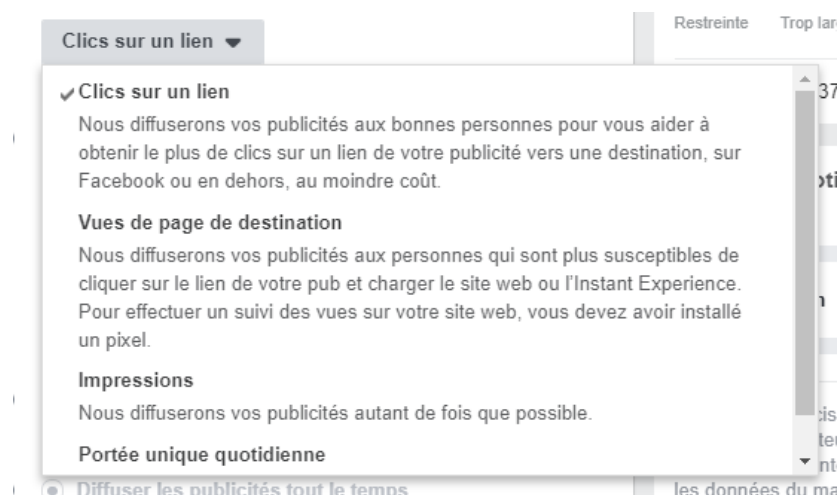 Clics sur un lien
Restreinte Trop lar
Clics sur un lien
37
Nous diffuserons vos publicités aux bonnes personnes pour vous aider à
obtenir le plus de clics sur un lien de votre publicité vers une destination, sur
Facebook ou en dehors, au moindre coût.
Vues de page de destination
Nous diffuserons vos publicités aux personnes qui sont plus susceptibles de
cliquer sur le lien de votre pub et charger le site web ou l'Instant Experience.
Pour effectuer un suivi des vues sur votre site web, vous devez avoir installé
un pixel.
Impressions
Nous diffuserons vos publicités autant de fois que possible.
Portée unique quotidienne
Diffuser les publicités tout le temps
les données du ma